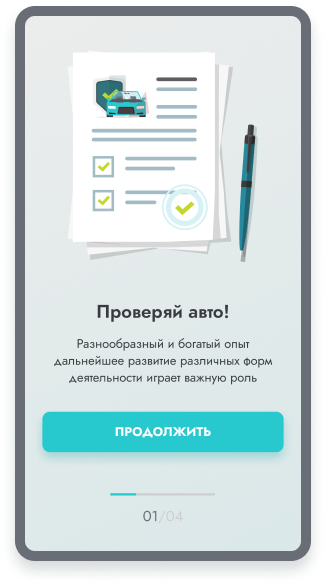 Проверяй авто!
Разнообразный и богатый опыт
дальнейшее развитие различных форм
деятельности играет важную роль
ПРОДОЛЖИТЬ
01/04